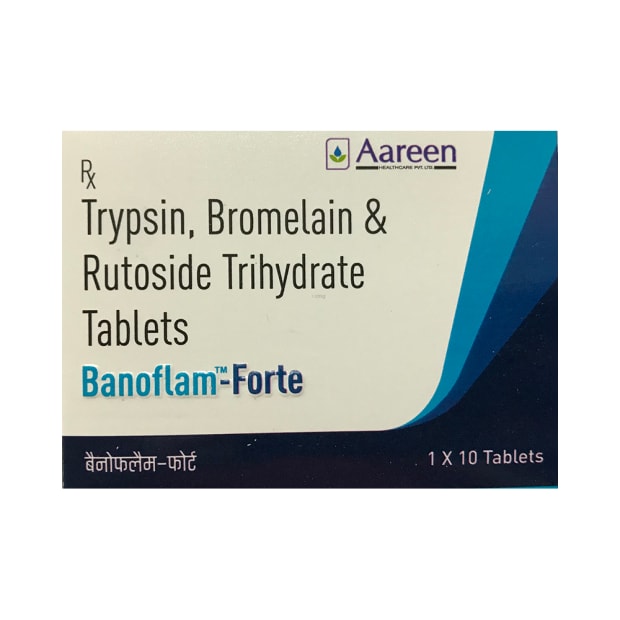 Aareen
HEALTHCARE PVT. LTD.
Rx
Trypsin, Bromelain &
Rutoside Trihydrate
Tablets
Banoflam™-Forte
बैनोफलैम-फोर्ट
1 X 10 Tablets